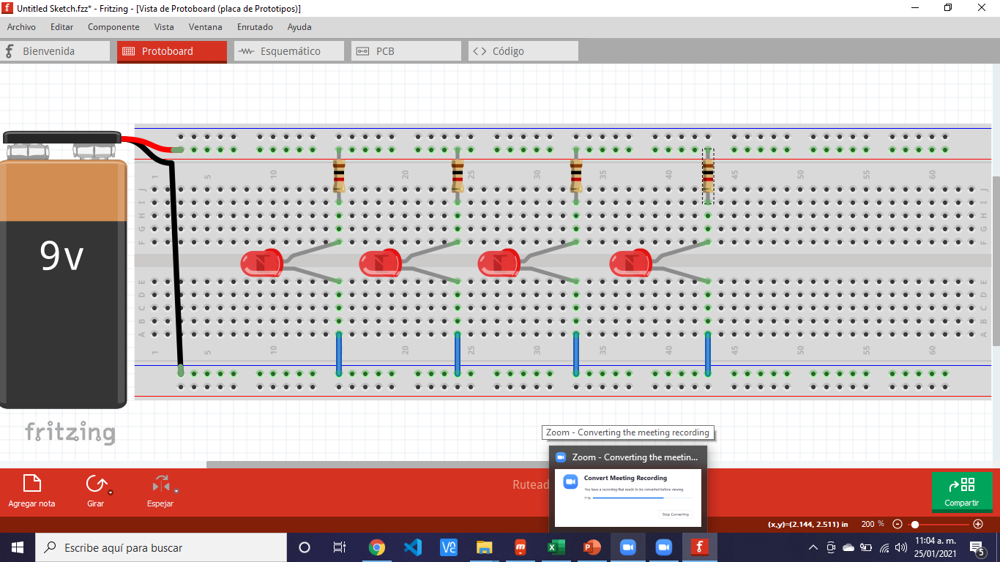 Untitled Sketch.fzz* - Fritzing - [Vista de Protoboard (placa de Prototipos)]
Archivo Editar Componente Vista Ventana Enrutado Ayuda
Bienvenida Protoboard Esquemático PCB Código
1 5 10 20 25 30 35 40 45 50 55 60
J J
I I
H H
G G
F F
9v
E E
D D
C C
B B
A A
1 5 10 20 25 30 35 40 45 50 55 60
fritzing
Zoom - Converting the meeting recording
Zoom - Converting the meetin...
Convert Meeting Recording
You have a recording that needs to be converted before viewing.
71%
Stop Converting
Rutead
Agregar nota Girar Espejar Compartir
(x,y)=(2.144, 2.511) in 200 %
Escribe aquí para buscar
11:04 a. m.
25/01/2021
5